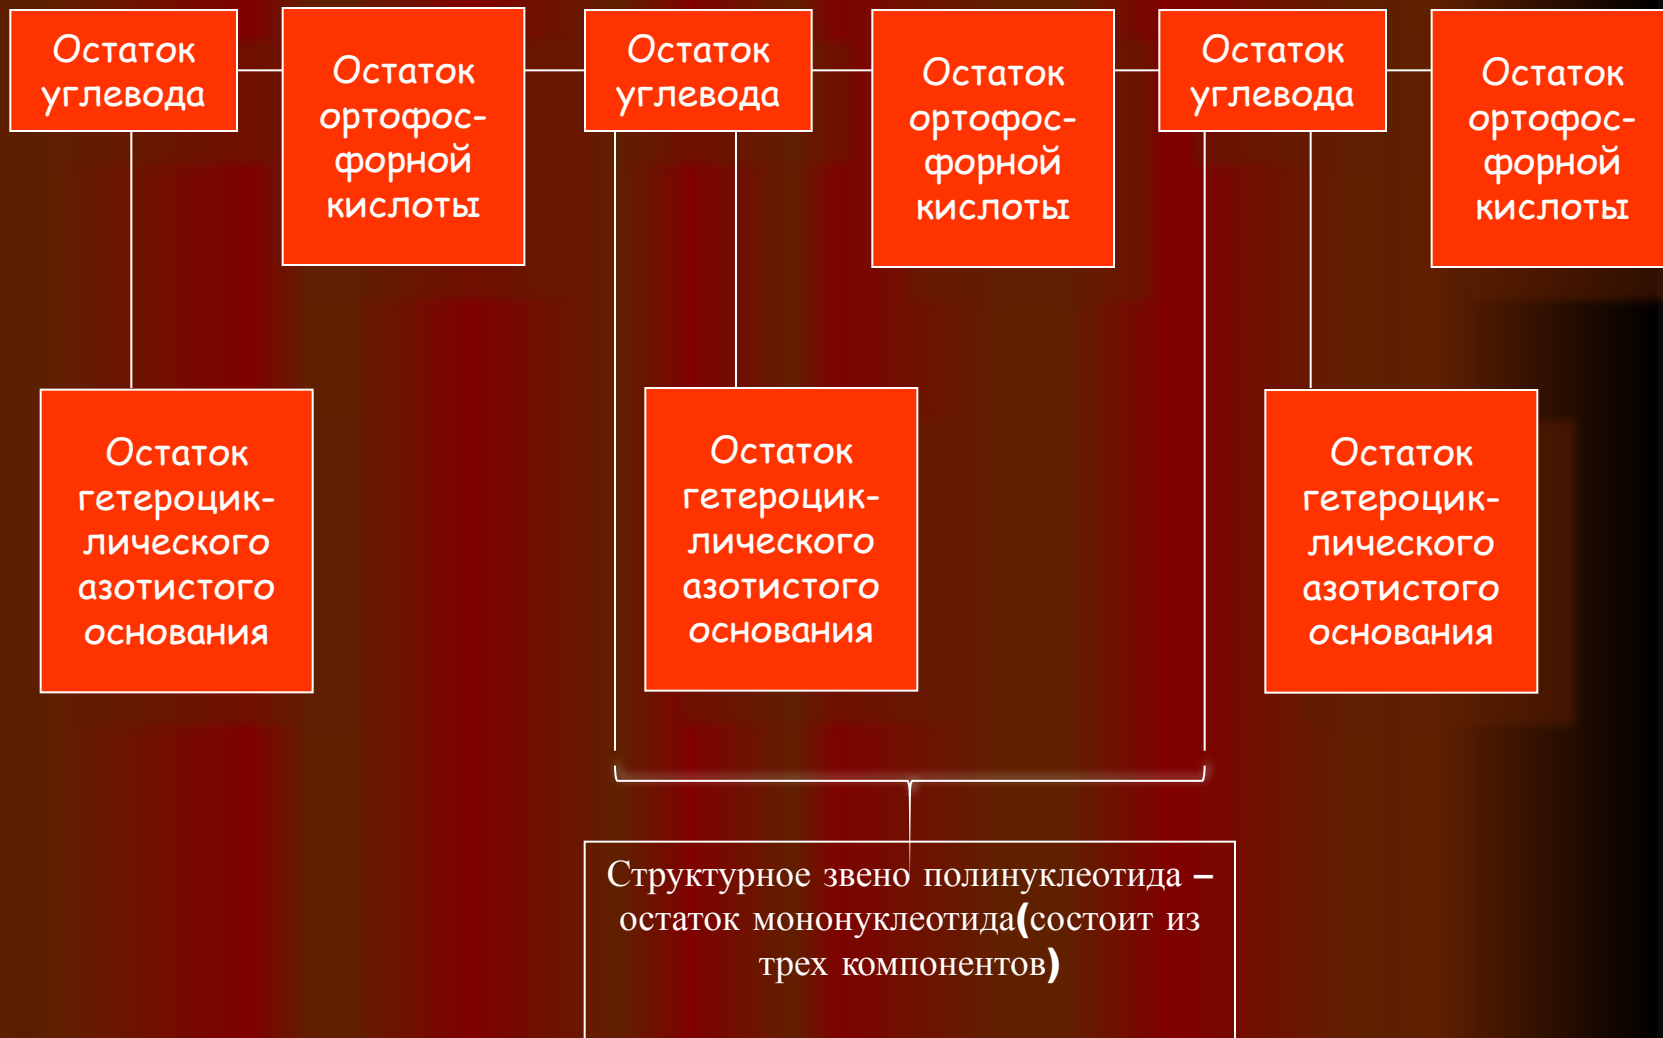 Остаток
углевода
Остаток
ортофос-
форной
кислоты
Остаток
углевода
Остаток
ортофос-
форной
кислоты
Остаток
углевода
Остаток
ортофос-
форной
кислоты
Остаток
гетероцик-
лического
азотистого
основания
Остаток
гетероцик-
лического
азотистого
основания
Остаток
гетероцик-
лического
азотистого
основания
Структурное звено полинуклеотида –
остаток мононуклеотида(состоит из
трех компонентов)